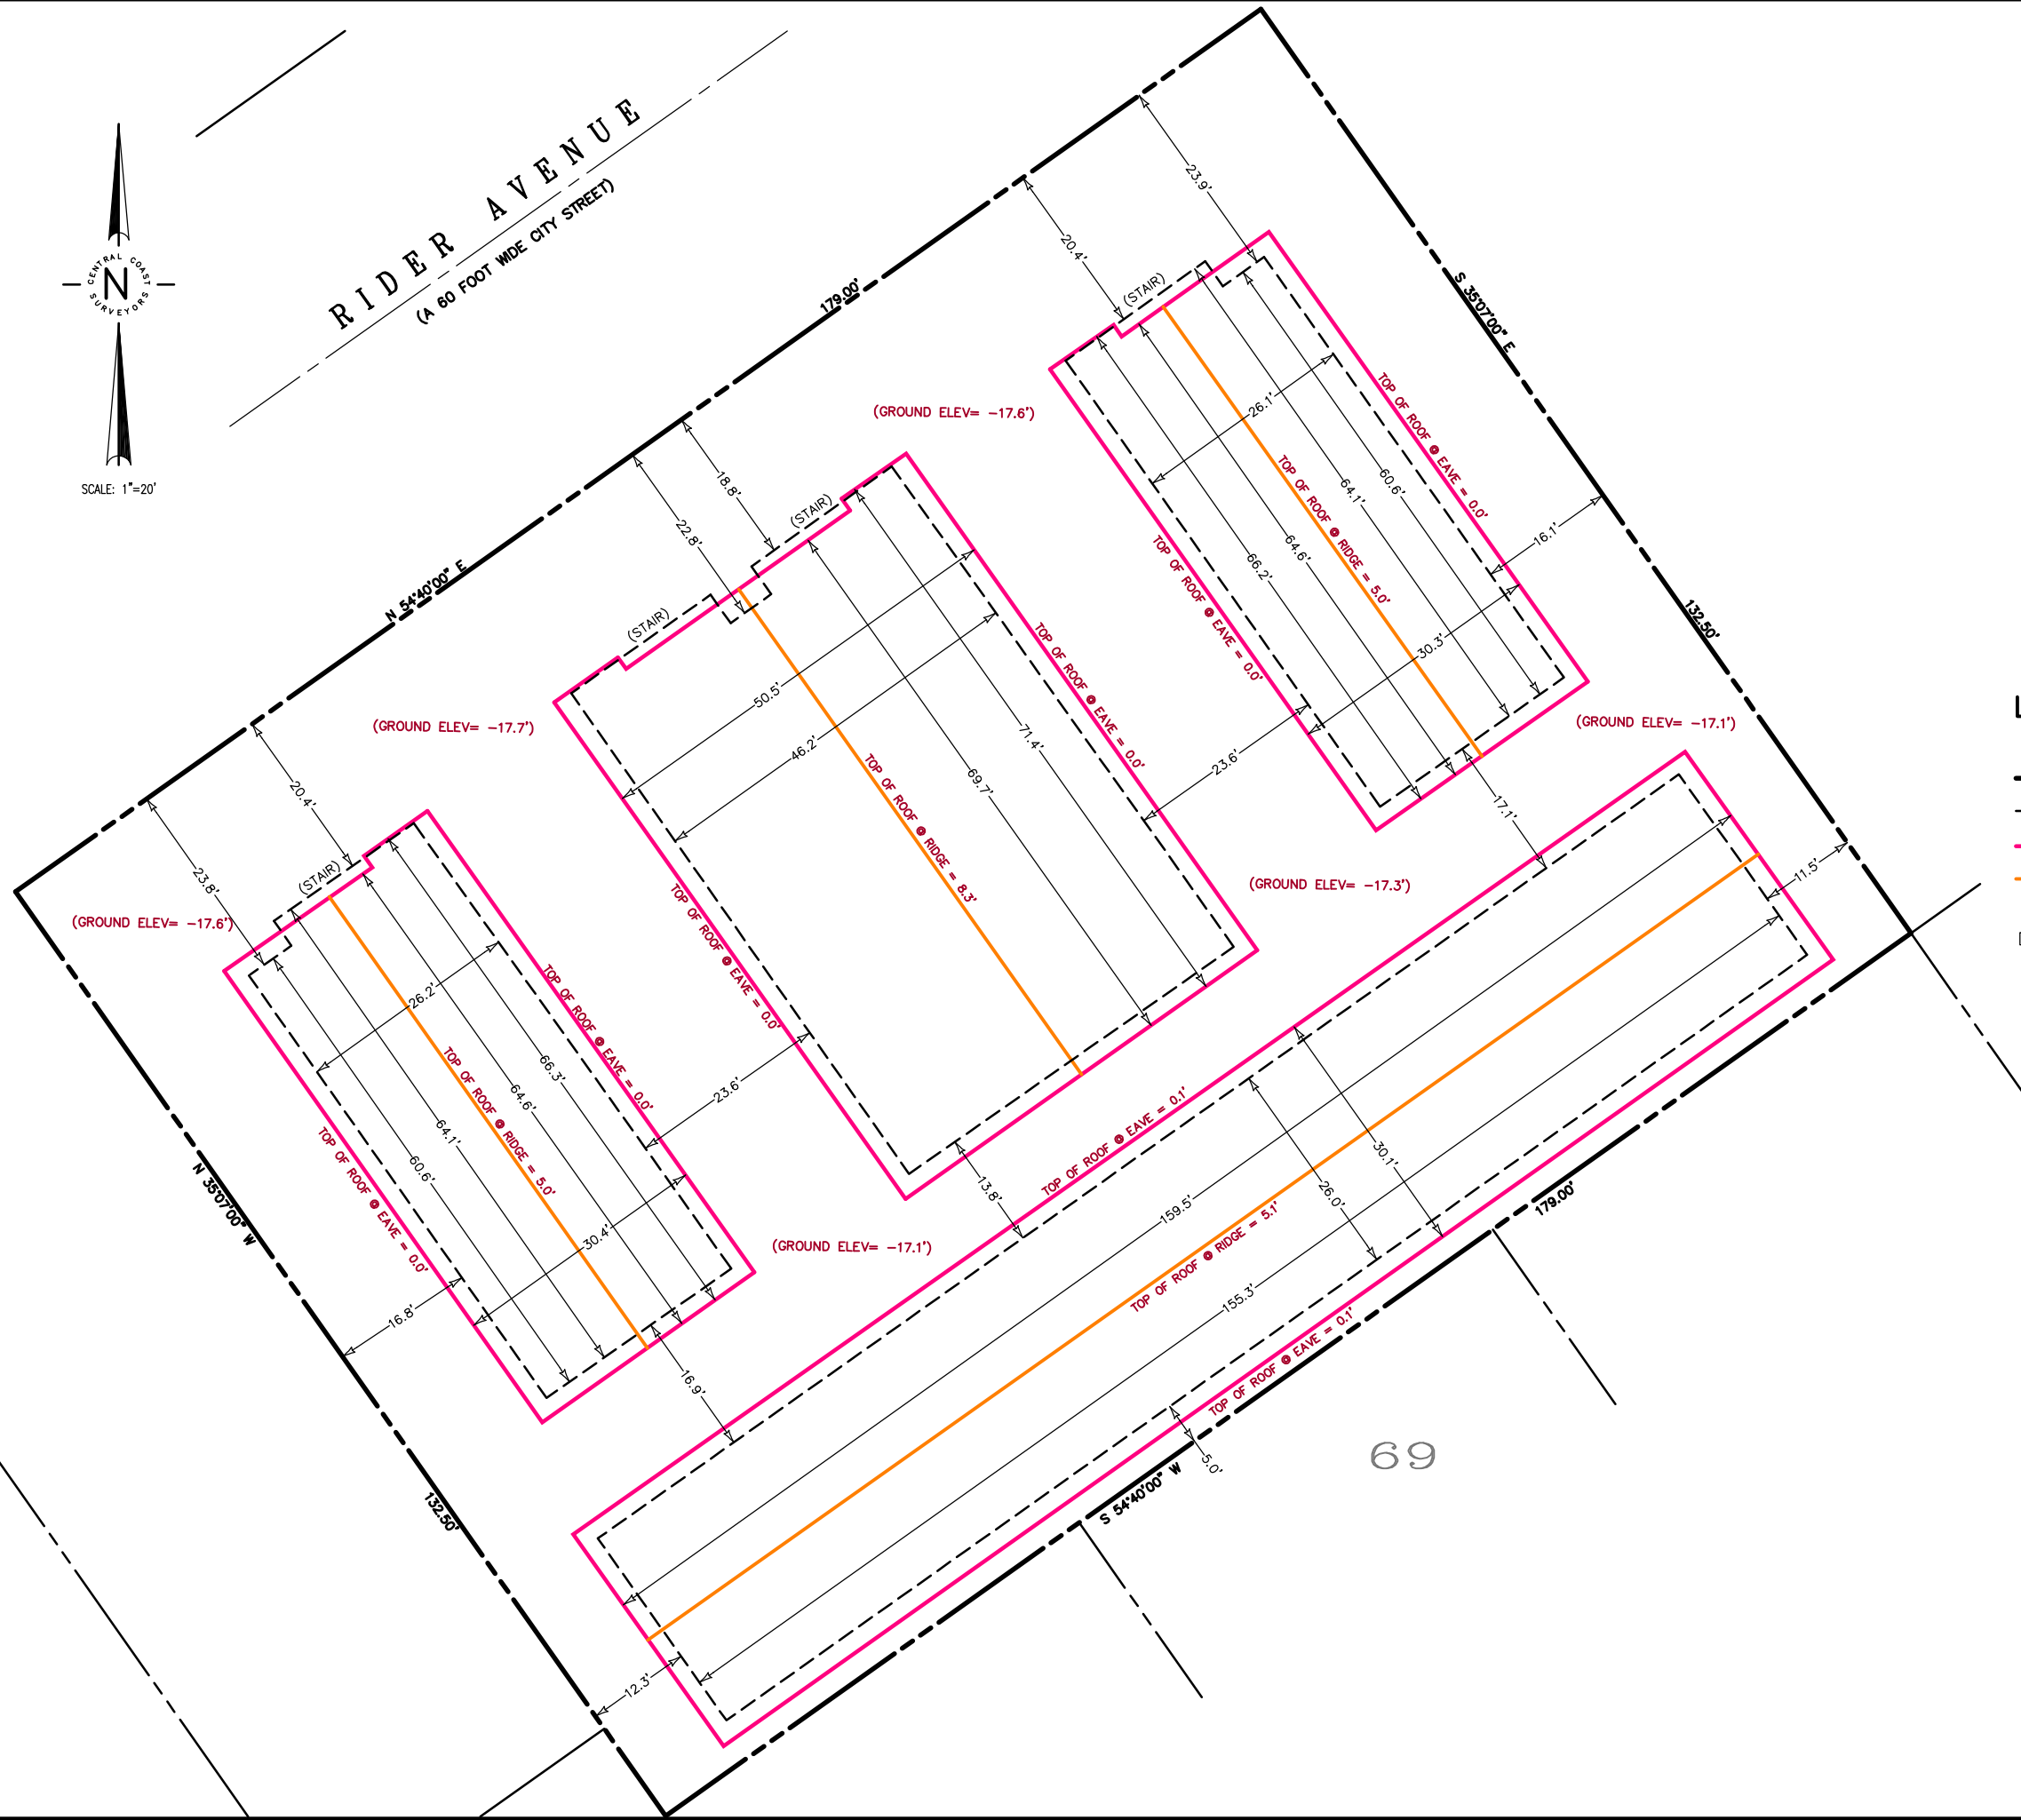 RIDER AVENUE
(A 60 FOOT WIDE CITY STREET)
CENTRAL COAST
N
SURVEYORS
SCALE: 1"=20'
179.00'
N 54°40'00" E
S 35°07'00" E
132.50'
23.9'
20.4'
(STAIR)
(GROUND ELEV= -17.6')
26.1'
TOP OF ROOF @ EAVE = 0.0'
60.6'
64.1'
TOP OF ROOF @ RIDGE = 5.0'
64.6'
66.2'
TOP OF ROOF @ EAVE = 0.0'
16.1'
30.3'
23.6'
17.1'
(GROUND ELEV= -17.1')
18.8'
22.8'
(STAIR)
(STAIR)
(GROUND ELEV= -17.7')
50.5'
46.2'
TOP OF ROOF @ EAVE = 0.0'
71.4'
69.7'
TOP OF ROOF @ RIDGE = 8.3'
TOP OF ROOF @ EAVE = 0.0'
(GROUND ELEV= -17.3')
20.4'
23.8'
(STAIR)
(GROUND ELEV= -17.6')
26.2'
TOP OF ROOF @ EAVE = 0.0'
66.3'
64.6'
TOP OF ROOF @ RIDGE = 5.0'
64.1'
60.6'
TOP OF ROOF @ EAVE = 0.0'
23.6'
30.4'
16.8'
16.9'
(GROUND ELEV= -17.1')
N 35°07'00" W
132.50'
13.8'
11.5'
TOP OF ROOF @ EAVE = 0.1'
159.5'
30.1'
26.0'
TOP OF ROOF @ RIDGE = 5.1'
155.3'
TOP OF ROOF @ EAVE = 0.1'
179.00'
5.0'
S 54°40'00" W
12.3'
69